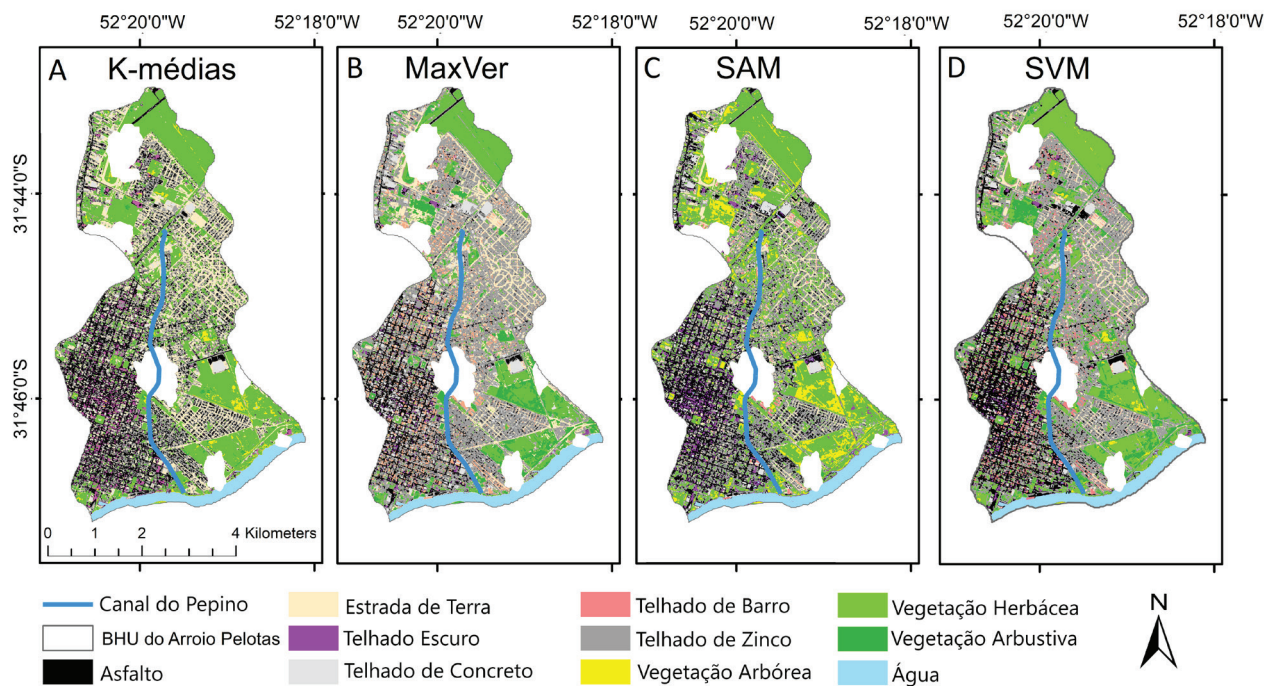 52°20'0"W 52°18'0"W 52°20'0"W 52°18'0"W 52°20'0"W 52°18'0"W 52°20'0"W 52°18'0"W
A K-médias
B MaxVer
C SAM
D SVM
31°44'0"S
31°46'0"S
0 1 2 4 Kilometers
Canal do Pepino
BHU do Arroio Pelotas
Asfalto
Estrada de Terra
Telhado Escuro
Telhado de Concreto
Telhado de Barro
Telhado de Zinco
Vegetação Arbórea
Vegetação Herbácea
Vegetação Arbustiva
Água
N